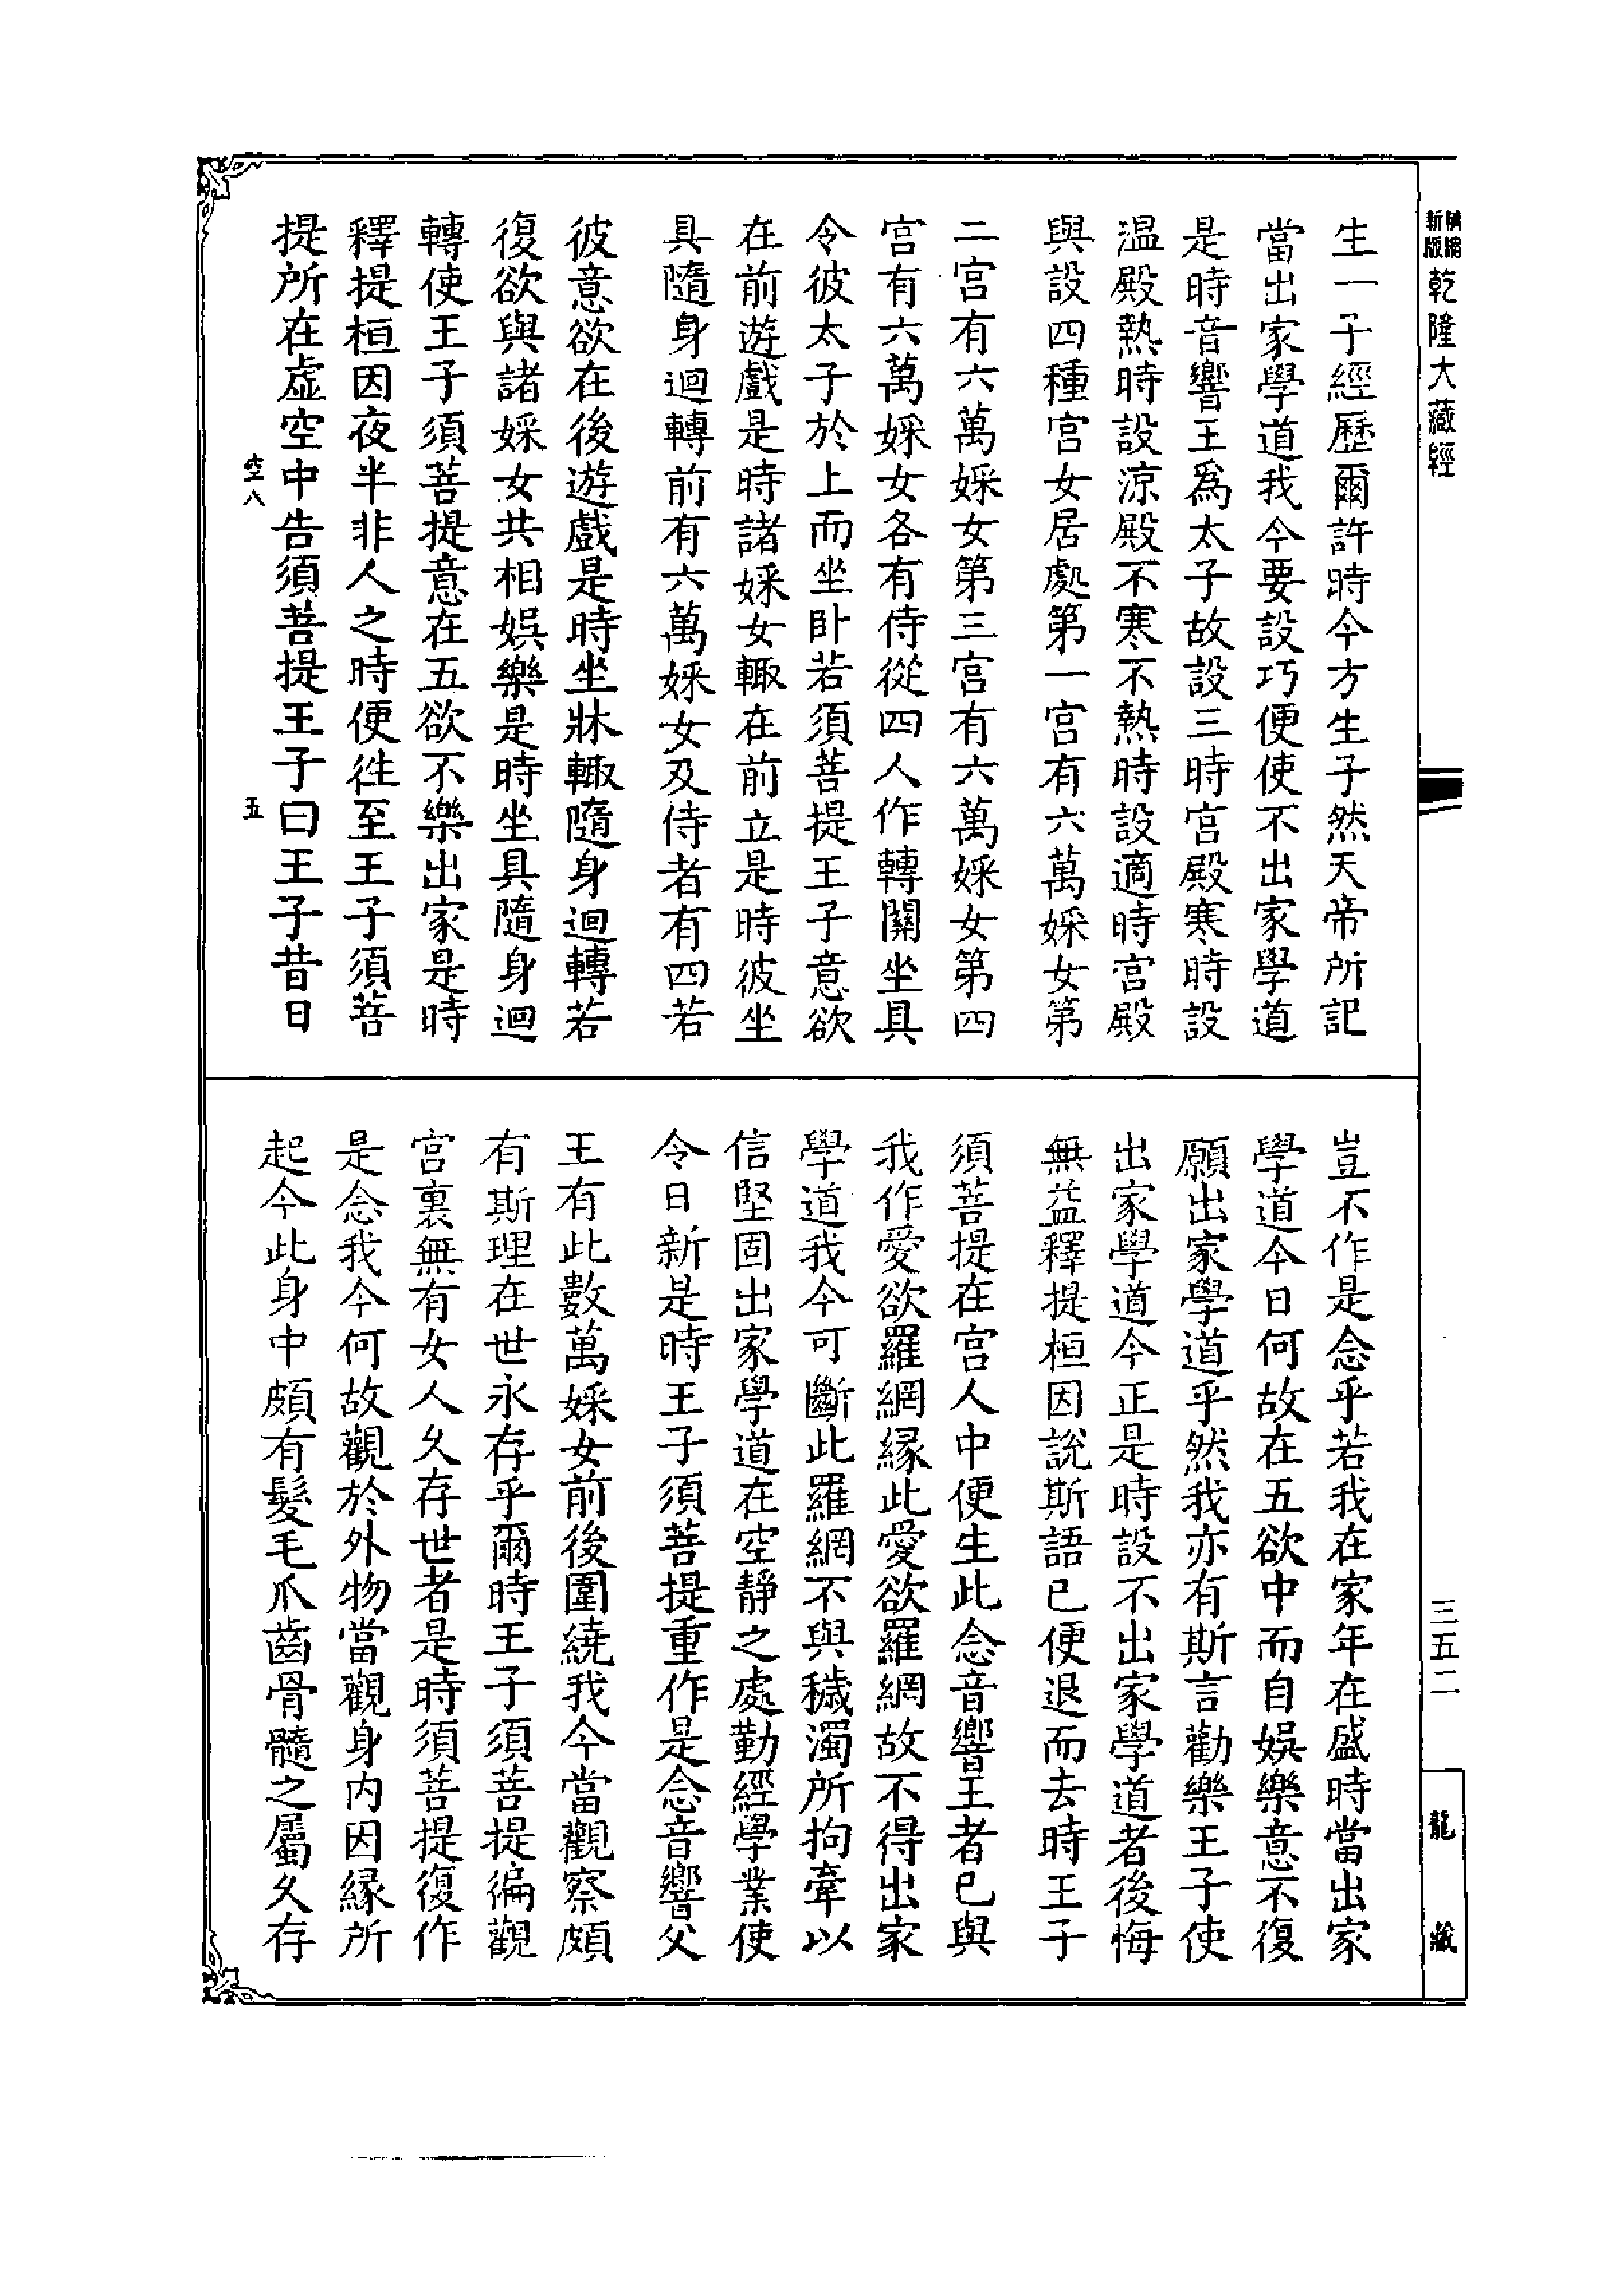 精縮
新版
乾隆大藏經
生一子經歷爾許時今方生子然天帝所記
當出家學道我今要設巧便使不出家學道
是時音響王爲太子故設三時宮殿寒時設
溫殿熱時設涼殿不寒不熱時設適時宮殿
與設四種宮女居處第一宮有六萬婇女第
二宮有六萬婇女第三宮有六萬婇女第四
宮有六萬婇女各有侍從四人作轉關坐具
令彼太子於上而坐臥若須菩提王子意欲
在前遊戲是時諸婇女輙在前立是時彼坐
具隨身迴轉前有六萬婇女及侍者有四若
彼意欲在後遊戲是時坐牀輙隨身迴轉若
復欲與諸婇女共相娛樂是時坐具隨身迴
轉使王子須菩提意在五欲不樂出家是時
釋提桓因夜半非人之時便往至王子須菩
提所在虛空中告須菩提王子曰王子昔日
空八
五
豈不作是念乎若我在家年在盛時當出家
學道今日何故在五欲中而自娛樂意不復
願出家學道乎然我亦有斯言勸樂王子使
出家學道今正是時設不出家學道者後悔
無益釋提桓因說斯語已便退而去時王子
須菩提在宮人中便生此念音響王者已與
我作愛欲羅網緣此愛欲羅網故不得出家
學道我今可斷此羅網不與穢濁所拘牽以
信堅固出家學道在空靜之處勤經學業使
令日新是時王子須菩提重作是念音響父
王有此數萬婇女前後圍繞我今當觀察頗
有斯理在世永存乎爾時王子須菩提徧觀
宮裏無有女人久存世者是時須菩提復作
是念我今何故觀於外物當觀身內因緣所
起今此身中頗有髮毛爪齒骨髓之屬久存
三五二
龍藏